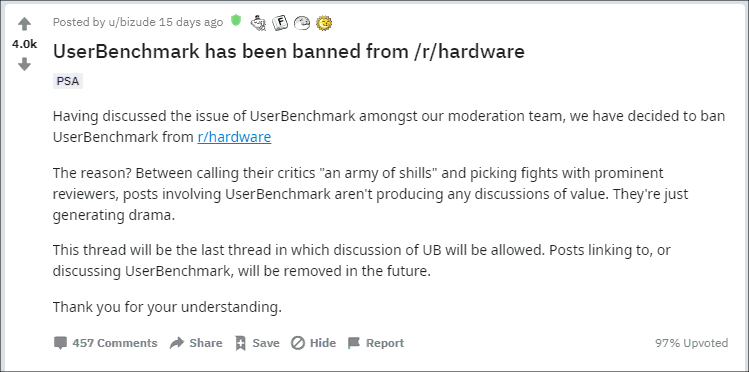 Posted by u/bizude 15 days ago
4.0k
UserBenchmark has been banned from /r/hardware
PSA
Having discussed the issue of UserBenchmark amongst our moderation team, we have decided to ban
UserBenchmark from r/hardware
The reason? Between calling their critics "an army of shills" and picking fights with prominent
reviewers, posts involving UserBenchmark aren't producing any discussions of value. They're just
generating drama.
This thread will be the last thread in which discussion of UB will be allowed. Posts linking to, or
discussing UserBenchmark, will be removed in the future.
Thank you for your understanding.
457 Comments Share Save Hide Report 97% Upvoted